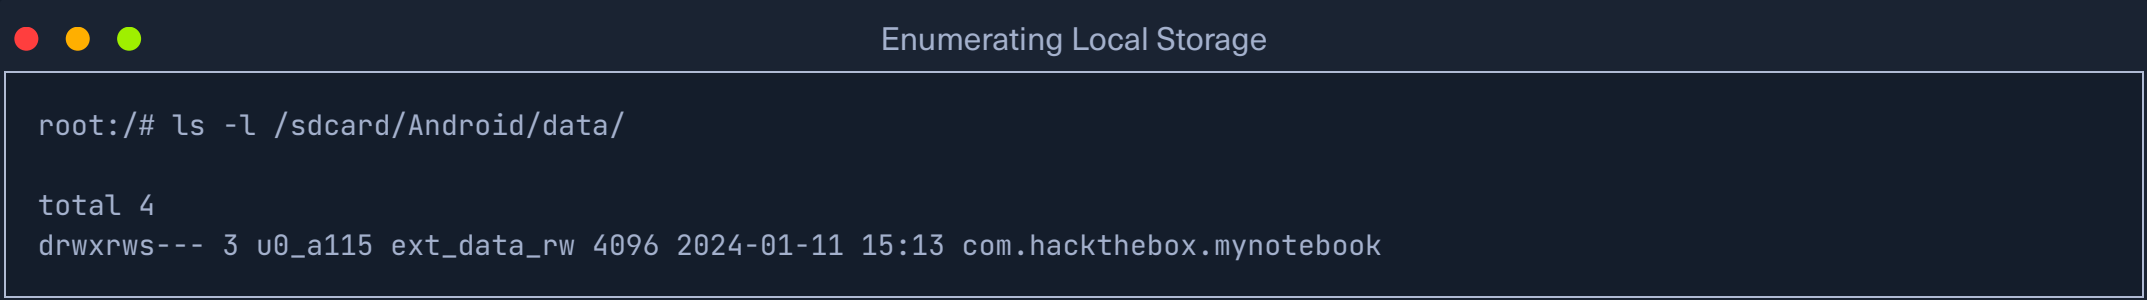 Enumerating Local Storage
root:/# ls -l /sdcard/Android/data/
total 4
drwxrws--- 3 u0_a115 ext_data_rw 4096 2024-01-11 15:13 com.hackthebox.mynotebook